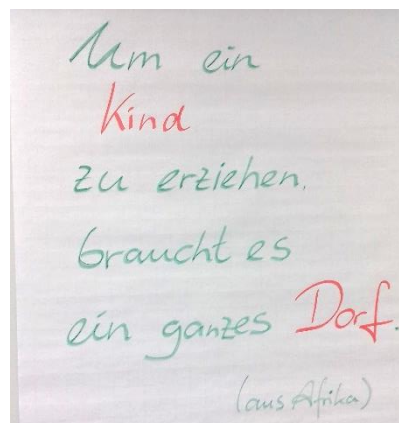 Um ein
Kind
zu erziehen,
braucht es
ein ganzes Dorf.
(aus Afrika)